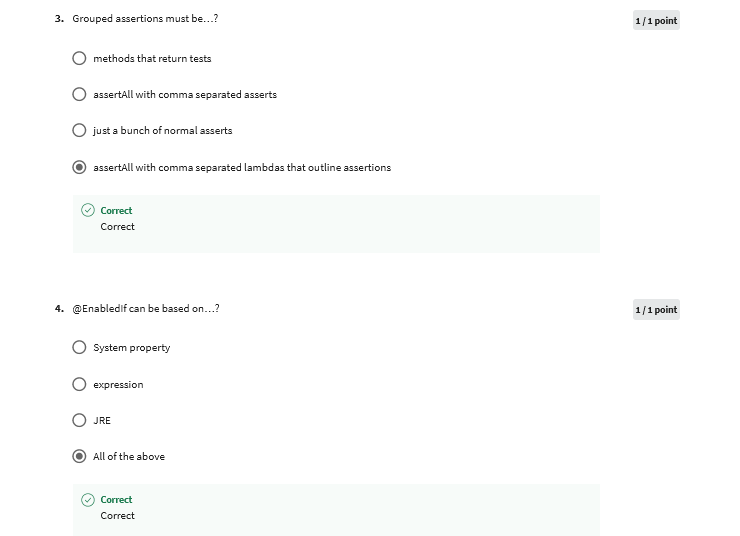 3. Grouped assertions must be...?
1 / 1 point
methods that return tests
assertAll with comma separated asserts
just a bunch of normal asserts
assertAll with comma separated lambdas that outline assertions
Correct
Correct
4. @EnabledIf can be based on...?
1 / 1 point
System property
expression
JRE
All of the above
Correct
Correct